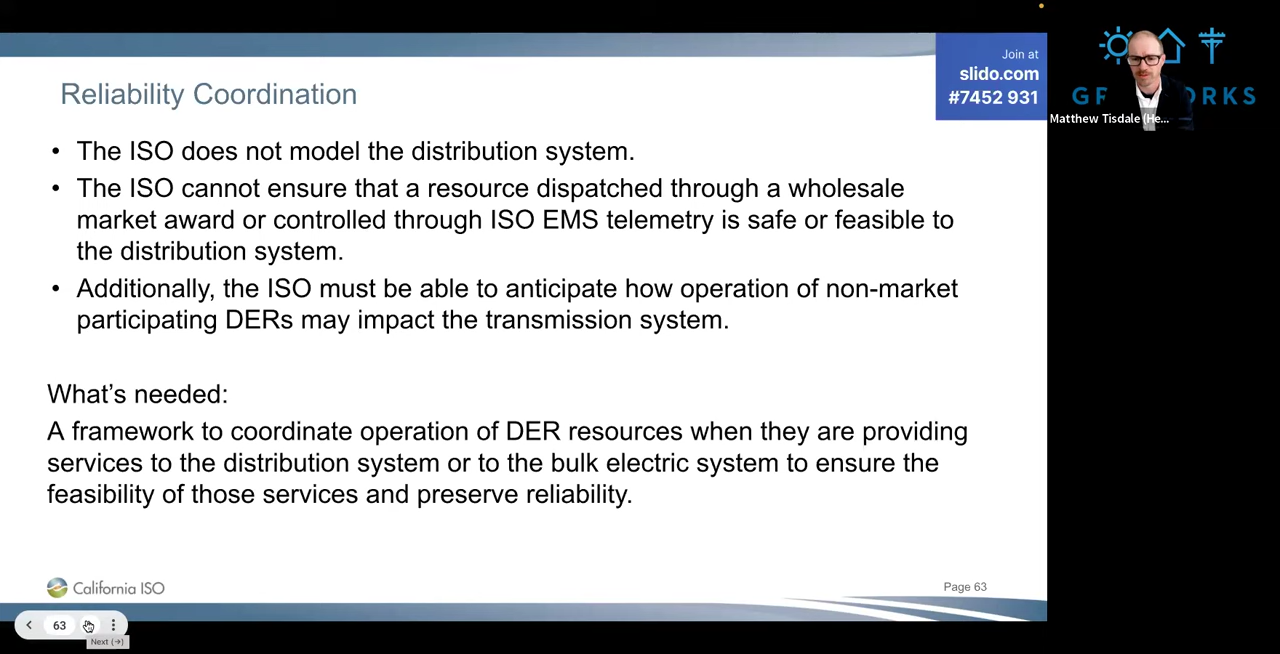 Join at
slido.com
#7452 931
Reliability Coordination
• The ISO does not model the distribution system.
• The ISO cannot ensure that a resource dispatched through a wholesale
market award or controlled through ISO EMS telemetry is safe or feasible to
the distribution system.
• Additionally, the ISO must be able to anticipate how operation of non-market
participating DERs may impact the transmission system.
What’s needed:
A framework to coordinate operation of DER resources when they are providing
services to the distribution system or to the bulk electric system to ensure the
feasibility of those services and preserve reliability.
California ISO
Page 63
63
Next (→)
Matthew Tisdale (He...